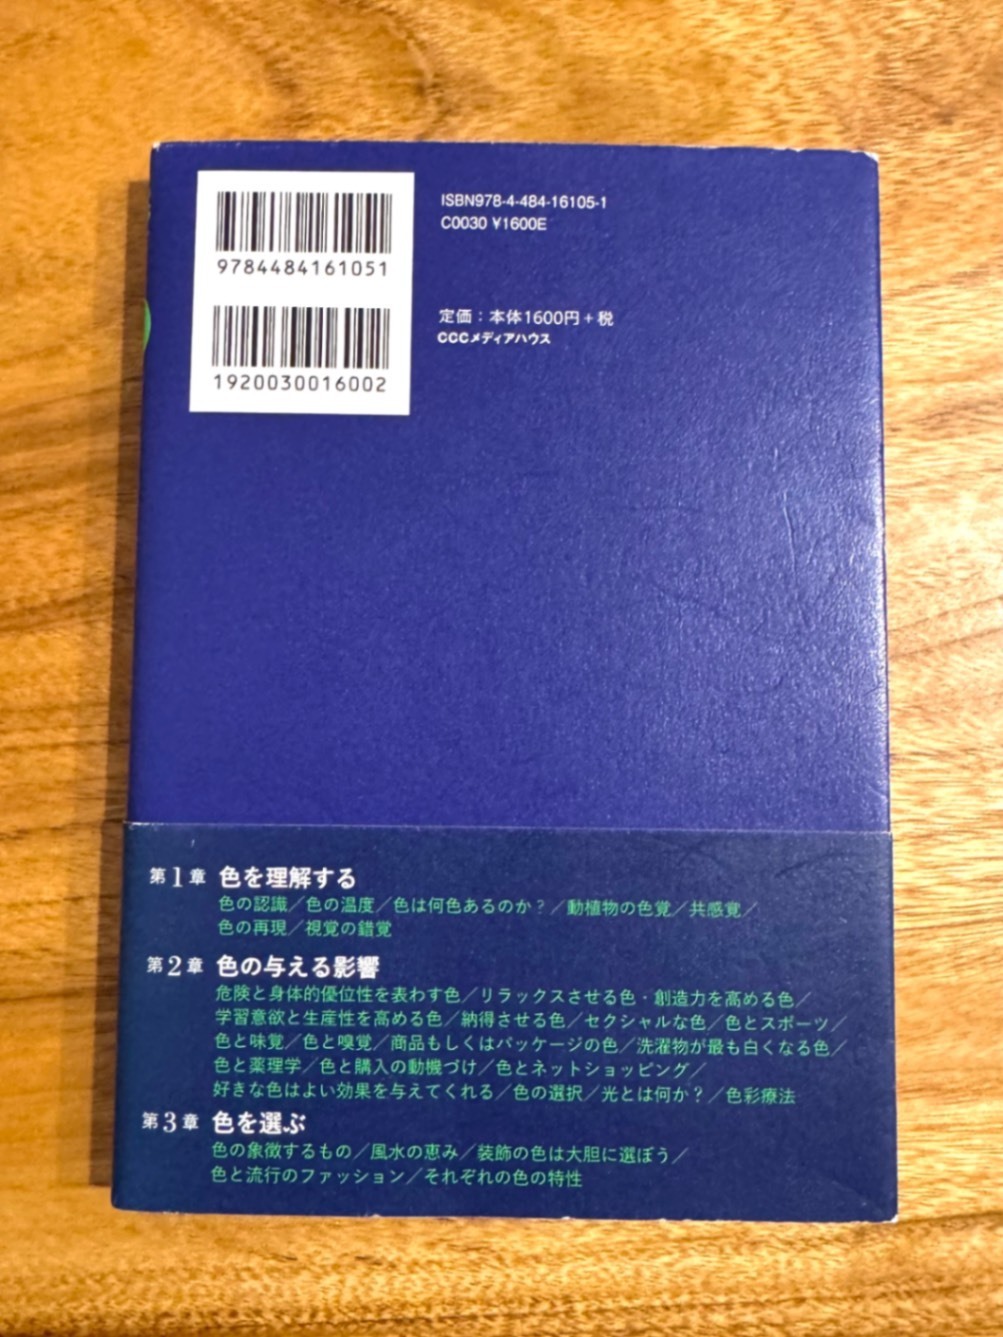 9784484161051
1920030016002
ISBN978-4-484-16105-1
C0030 ¥1600E
定価：本体1600円+税
CCCメディアハウス
第1章 色を理解する
色の認識／色の温度／色は何色あるのか？／動植物の色覚／共感覚／
色の再現／視覚の錯覚
第2章 色の与える影響
危険と身体的優位性を表わす色／リラックスさせる色・創造力を高める色／
学習意欲と生産性を高める色／納得させる色／セクシャルな色／色とスポーツ／
色と味覚／色と嗅覚／商品もしくはパッケージの色／洗濯物が最も白くなる色／
色と薬理学／色と購入の動機づけ／色とネットショッピング／
好きな色はよい効果を与えてくれる／色の選択／光とは何か？／色彩療法
第3章 色を選ぶ
色の象徴するもの／風水の恵み／装飾の色は大胆に選ぼう／
色と流行のファッション／それぞれの色の特性